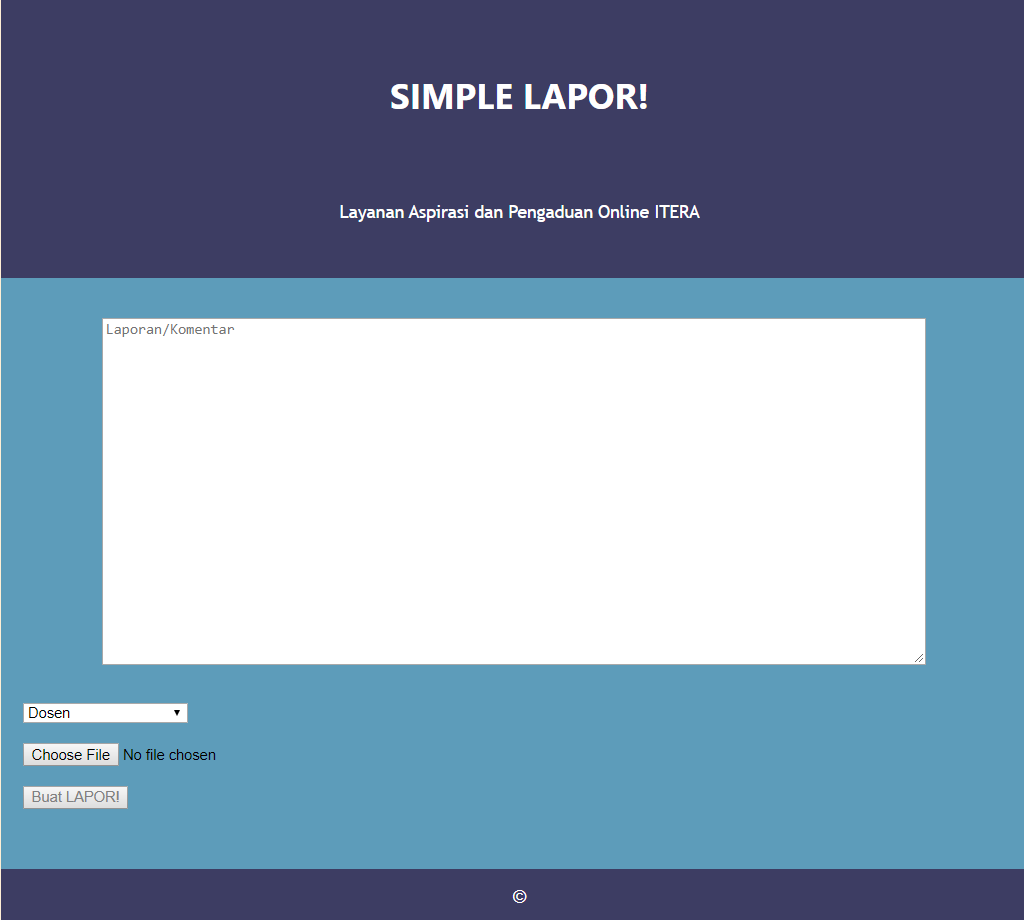 SIMPLE LAPOR!
Layanan Aspirasi dan Pengaduan Online ITERA
Laporan/Komentar
Dosen
Choose File No file chosen
Buat LAPOR!
©